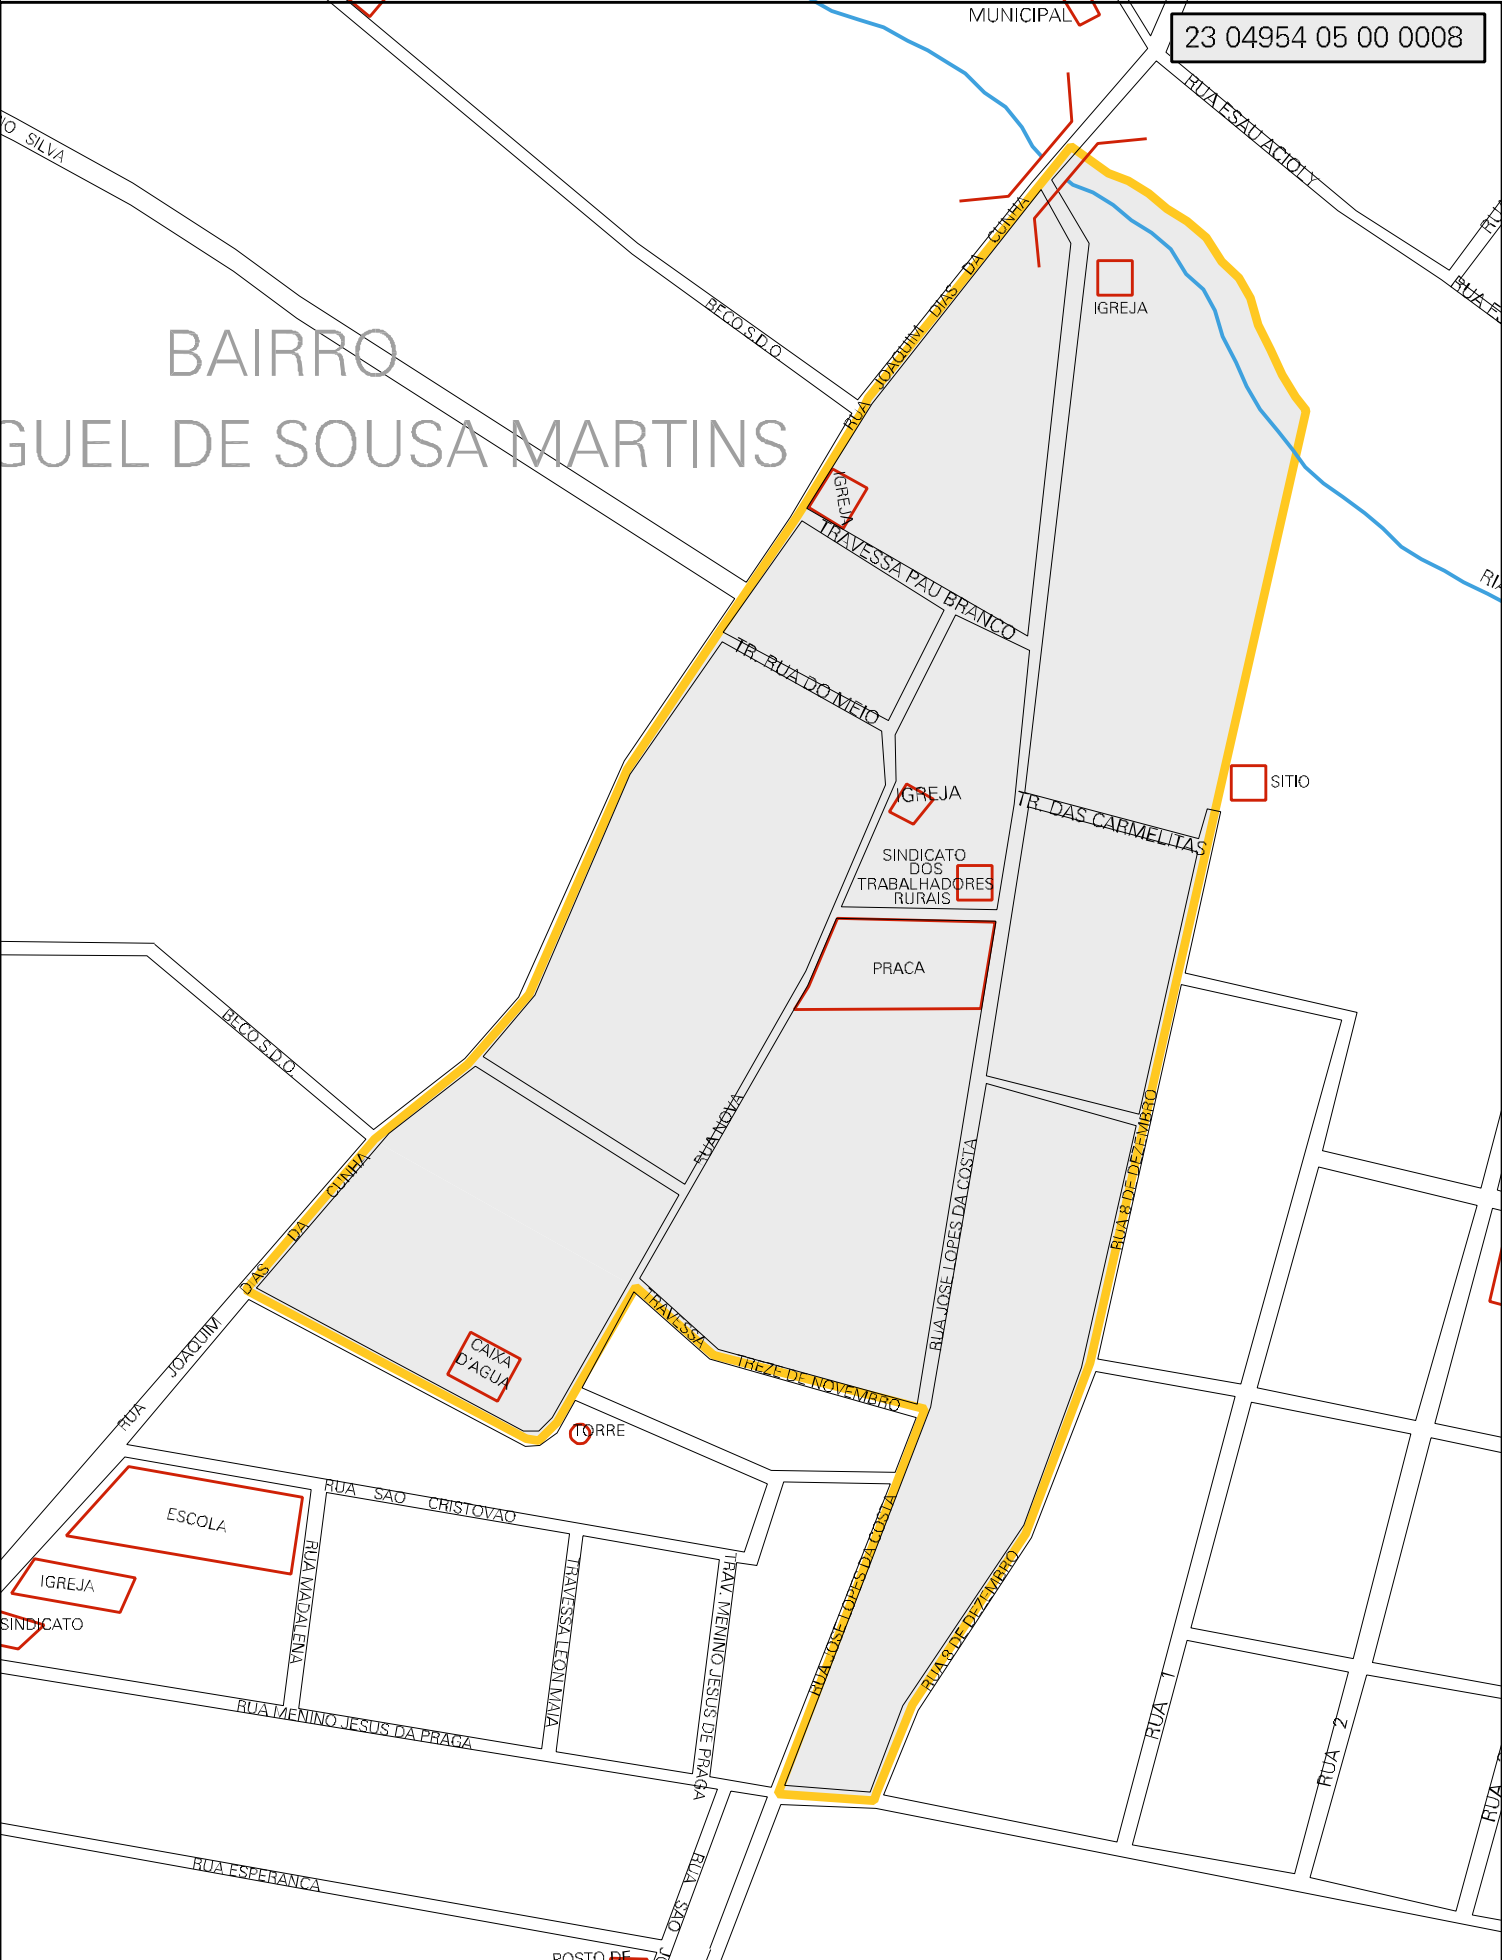 MUNICIPAL
23 04954 05 00 0008
RUA ESAU ACIOLY
SILVA
RUA JOAQUIM DIAS DA CUNHA
IGREJA
BECO S.D.O.
BAIRRO
GUEL DE SOUSA MARTINS
IGREJA
TRAVESSA PAU BRANCO
TR. RUA DO MEIO
SITIO
IGREJA
TR. DAS CARMELITAS
SINDICATO
DOS
TRABALHADORES
RURAIS
PRACA
BECO S.D.O.
RUA NOVA
RUA 8 DE DEZEMBRO
RUA JOSE LOPES DA COSTA
RUA JOAQUIM DIAS DA CUNHA
TRAVESSA TREZE DE NOVEMBRO
CAIXA
D'AGUA
TORRE
RUA SAO CRISTOVAO
ESCOLA
IGREJA
SINDICATO
RUA MADALENA
TRAVESSA LEON MAIA
TRAV. MENINO JESUS DE PRAGA
RUA JOSE LOPES DA COSTA
RUA 8 DE DEZEMBRO
RUA 1
RUA 2
RUA
RUA MENINO JESUS DA PRAGA
RUA ESPERANCA
RUA SAO
POSTO DE